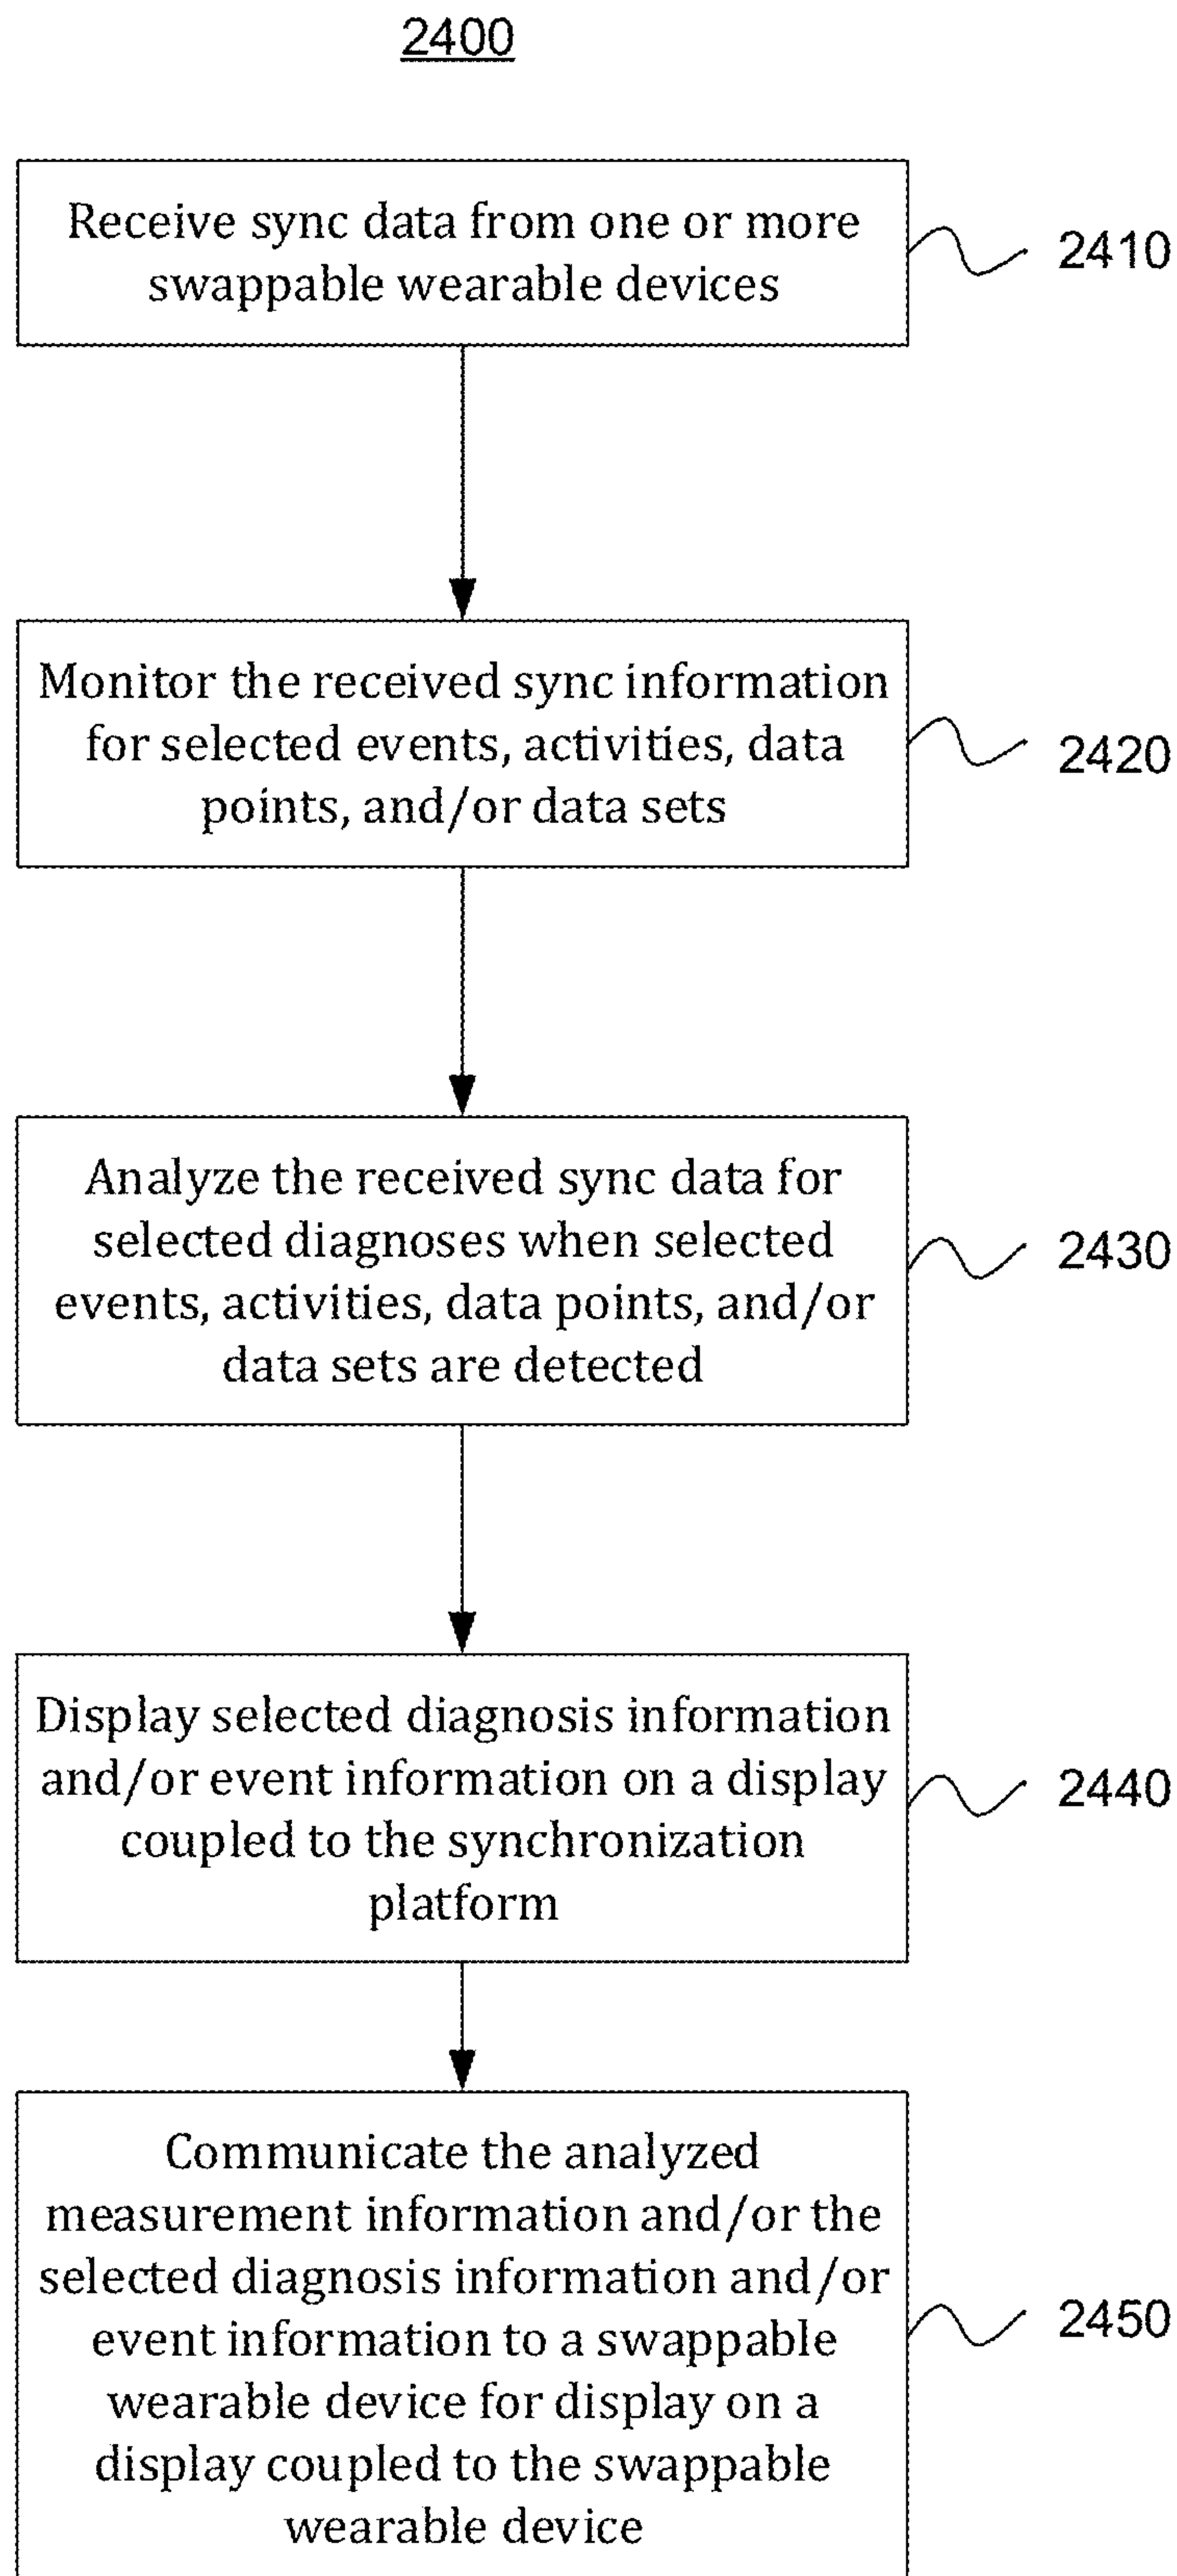 2400
Receive sync data from one or more
swappable wearable devices
2410
Monitor the received sync information
for selected events, activities, data
points, and/or data sets
2420
Analyze the received sync data for
selected diagnoses when selected
events, activities, data points, and/or
data sets are detected
2430
Display selected diagnosis information
and/or event information on a display
coupled to the synchronization
platform
2440
Communicate the analyzed
measurement information and/or the
selected diagnosis information and/or
event information to a swappable
wearable device for display on a
display coupled to the swappable
wearable device
2450